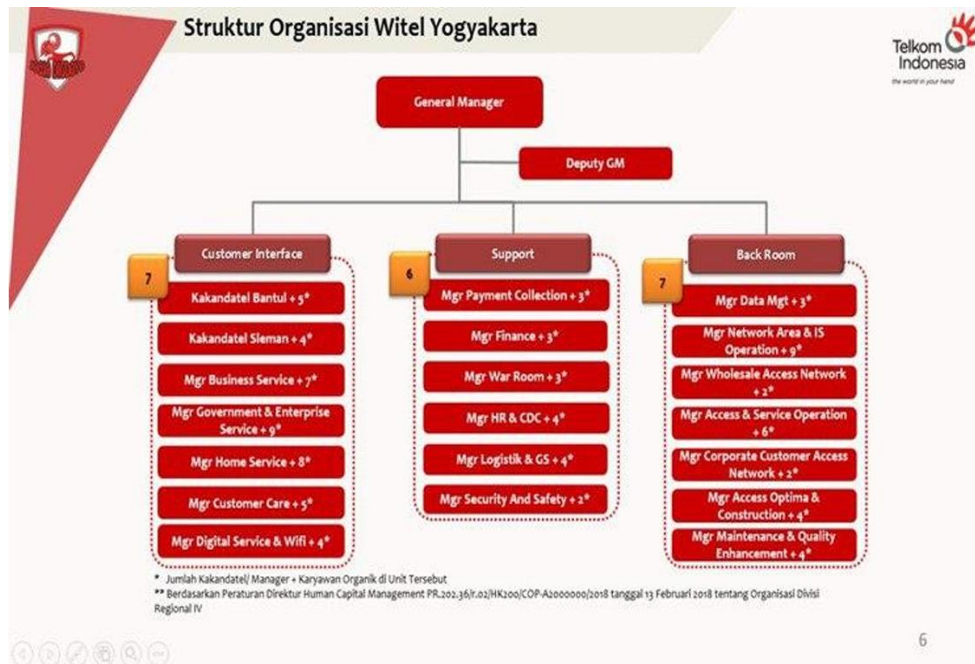 Struktur Organisasi Witel Yogyakarta
Telkom
Indonesia
the world in your hand
General Manager
Deputy GM
Customer Interface
7
Kakandatel Bantul + 5*
Kakandatel Sleman + 4*
Mgr Business Service + 7*
Mgr Government & Enterprise
Service + 9*
Mgr Home Service + 8*
Mgr Customer Care + 5*
Mgr Digital Service & Wifi + 4*
Support
6
Mgr Payment Collection + 3*
Mgr Finance + 3*
Mgr War Room + 3*
Mgr HR & CDC + 4*
Mgr Logistik & GS + 4*
Mgr Security And Safety + 2*
Back Room
7
Mgr Data Mgt + 3*
Mgr Network Area & IS
Operation + 9*
Mgr Wholesale Access Network
+ 2*
Mgr Access & Service Operation
+ 6*
Mgr Corporate Customer Access
Network + 2*
Mgr Access Optima &
Construction + 4*
Mgr Maintenance & Quality
Enhancement + 4*
* Jumlah Kakandatel/ Manager + Karyawan Organik di Unit Tersebut
** Berdasarkan Peraturan Direktur Human Capital Management PR.202.36/r.02/HK200/COP-A2000000/2018 tanggal 13 Februari 2018 tentang Organisasi Divisi
Regional IV
6